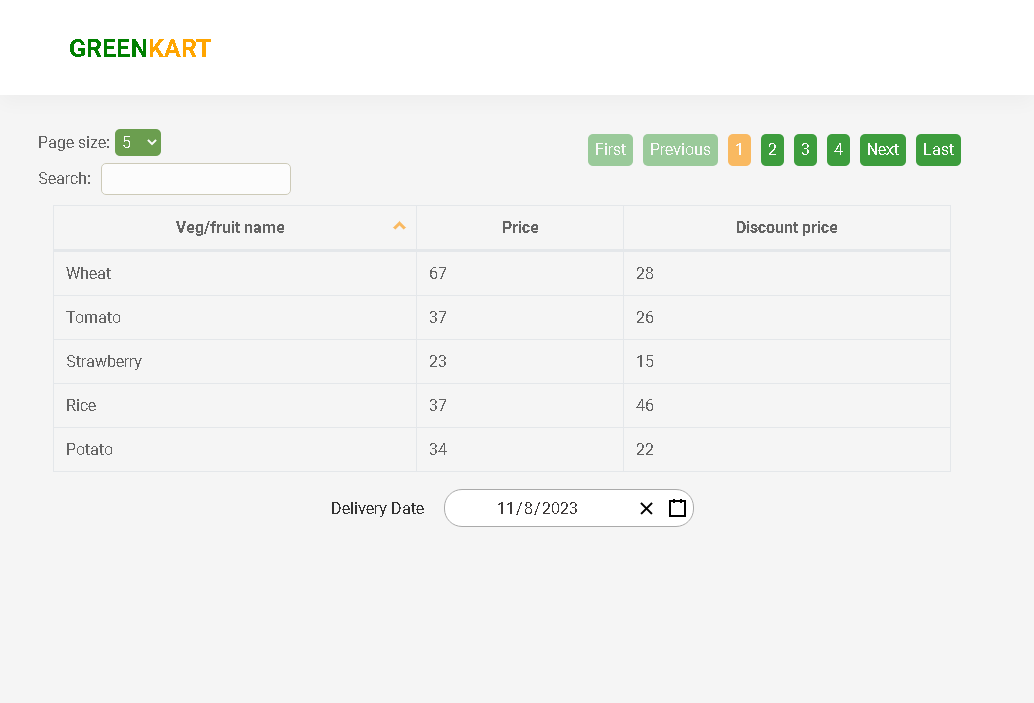 GREENKART
Page size: 5
First Previous 1 2 3 4 Next Last
Search:
Veg/fruit name Price Discount price
Wheat 67 28
Tomato 37 26
Strawberry 23 15
Rice 37 46
Potato 34 22
Delivery Date 11/8/2023